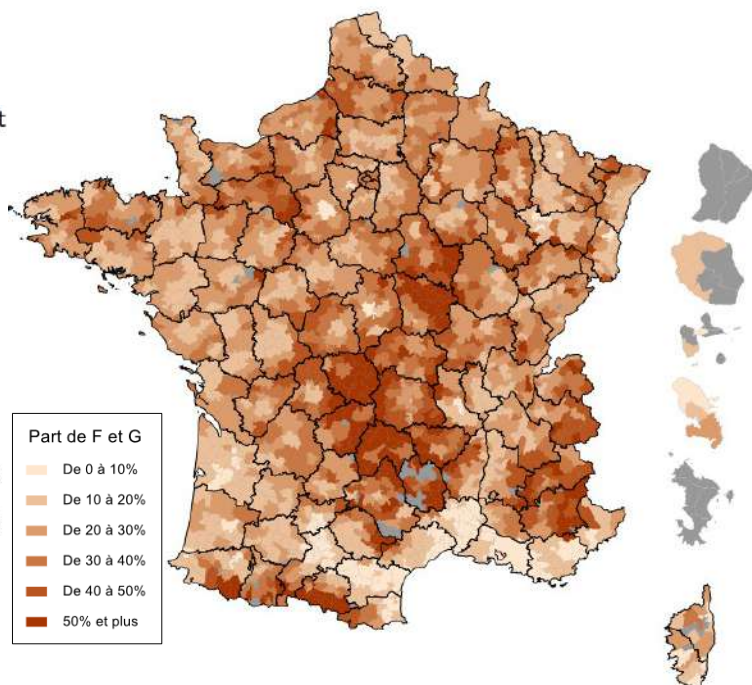 t
Part de F et G
De 0 à 10%
De 10 à 20%
De 20 à 30%
De 30 à 40%
De 40 à 50%
50% et plus